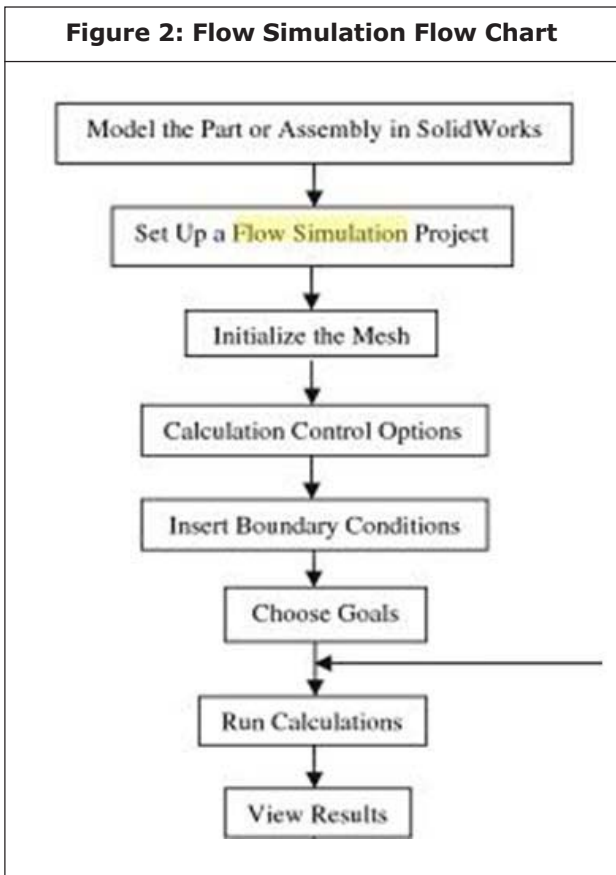 Figure 2: Flow Simulation Flow Chart
Model the Part or Assembly in SolidWorks
Set Up a Flow Simulation Project
Initialize the Mesh
Calculation Control Options
Insert Boundary Conditions
Choose Goals
Run Calculations
View Results